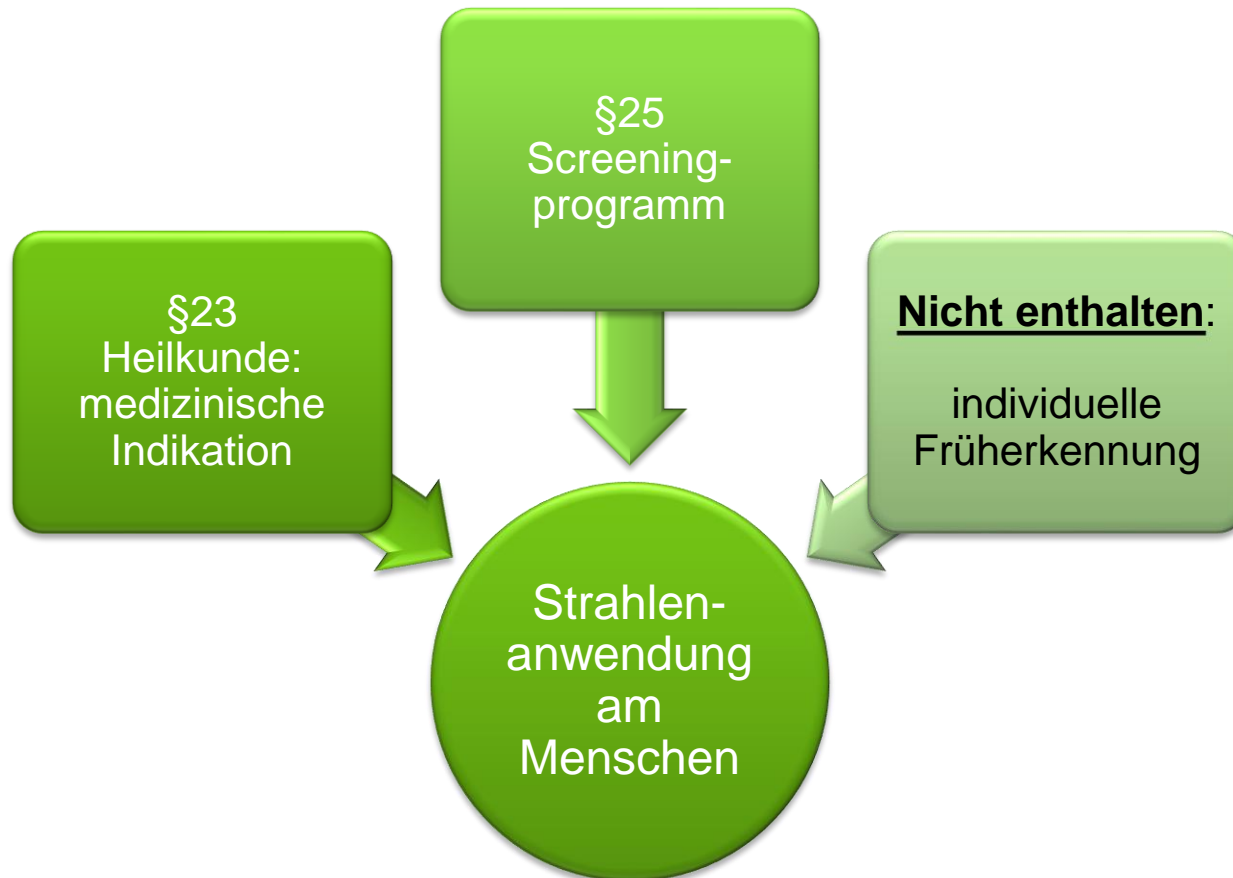 §25
Screening-
programm
§23
Heilkunde:
medizinische
Indikation
Nicht enthalten:
individuelle
Früherkennung
Strahlen-
anwendung
am
Menschen